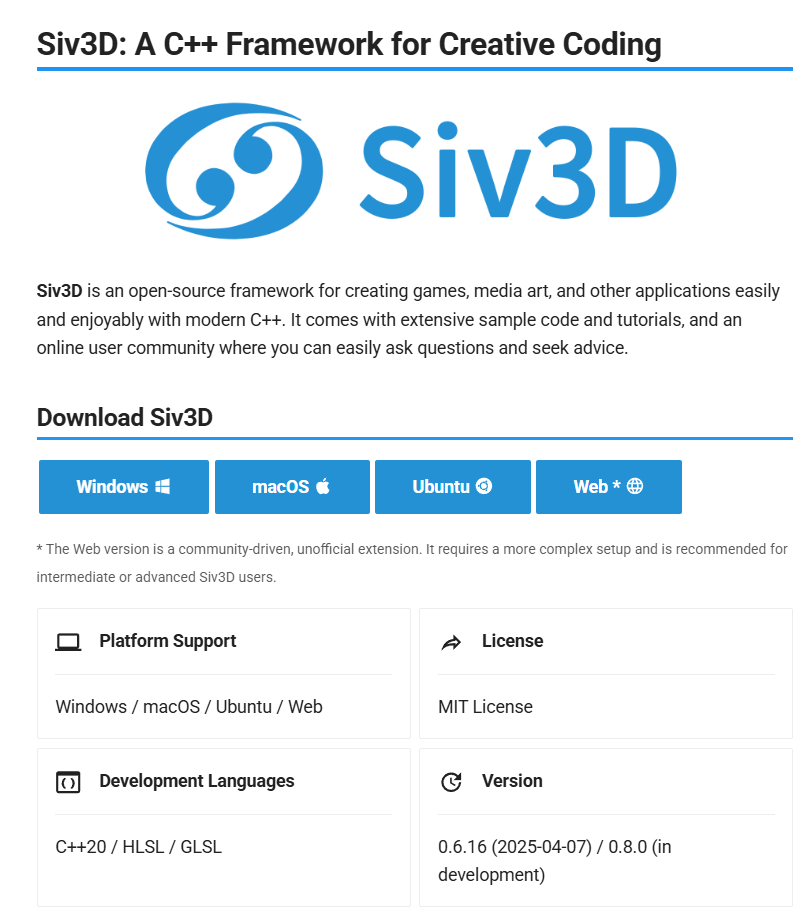 Siv3D: A C++ Framework for Creative Coding
Siv3D
Siv3D is an open-source framework for creating games, media art, and other applications easily
and enjoyably with modern C++. It comes with extensive sample code and tutorials, and an
online user community where you can easily ask questions and seek advice.
Download Siv3D
Windows
macOS
Ubuntu
Web *
* The Web version is a community-driven, unofficial extension. It requires a more complex setup and is recommended for
intermediate or advanced Siv3D users.
Platform Support
Windows / macOS / Ubuntu / Web
License
MIT License
Development Languages
C++20 / HLSL / GLSL
Version
0.6.16 (2025-04-07) / 0.8.0 (in
development)